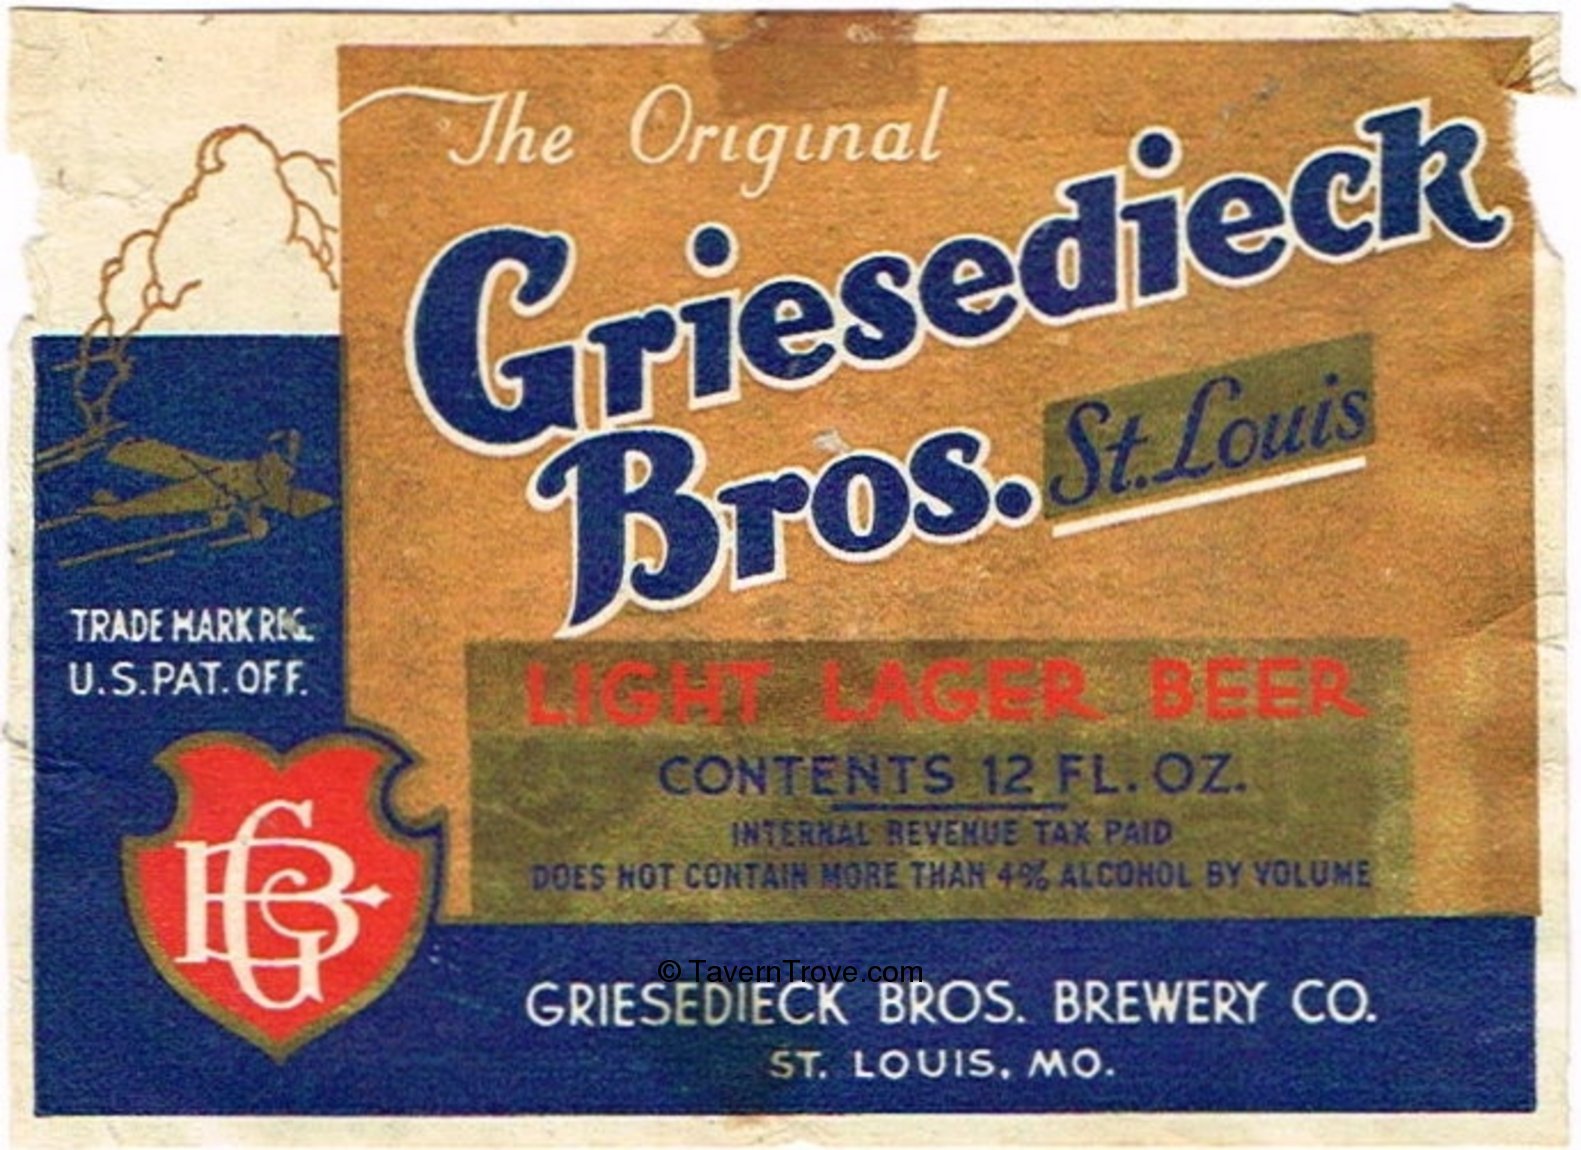 The Original
Griesedieck
Bros. St. Louis
TRADE MARK REG.
U.S. PAT. OFF.
LIGHT LAGER BEER
CONTENTS 12 FL. OZ.
INTERNAL REVENUE TAX PAID
DOES NOT CONTAIN MORE THAN 4% ALCOHOL BY VOLUME
GBC
© TavernTrove.com
GRIESEDIECK BROS. BREWERY CO.
ST. LOUIS, MO.